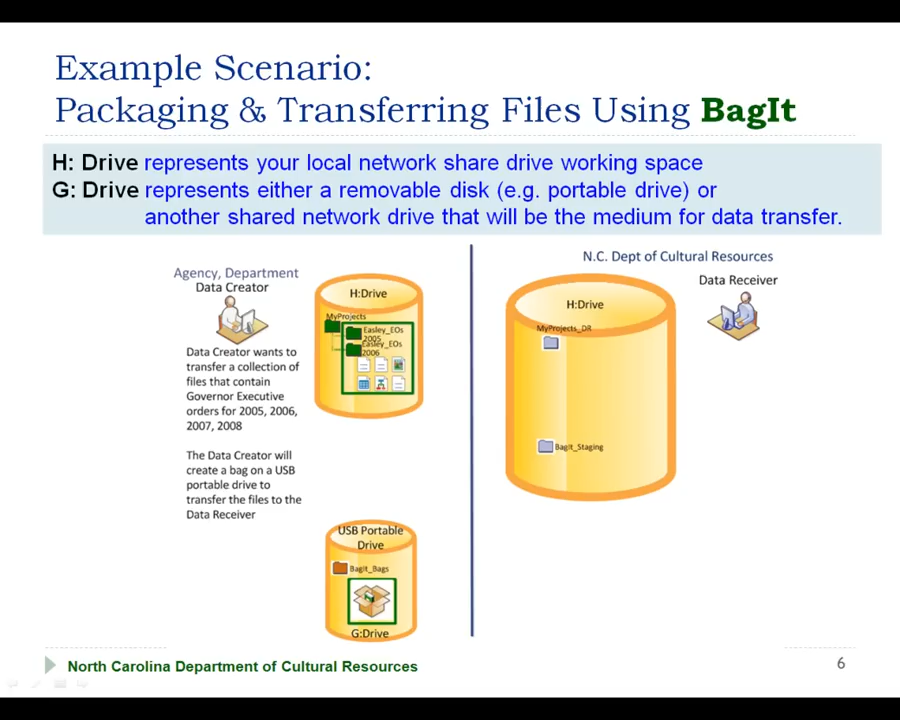 Example Scenario:
Packaging & Transferring Files Using BagIt
H: Drive represents your local network share drive working space
G: Drive represents either a removable disk (e.g. portable drive) or
another shared network drive that will be the medium for data transfer.
Agency, Department
Data Creator
Data Creator wants to
transfer a collection of
files that contain
Governor Executive
orders for 2005, 2006,
2007, 2008
The Data Creator will
create a bag on a USB
portable drive to
transfer the files to the
Data Receiver
H:Drive
MyProjects
Easley_EOs
2005
Easley_EOs
2006
USB Portable
Drive
BagIt_Bags
G:Drive
N.C. Dept of Cultural Resources
Data Receiver
H:Drive
MyProjects_DR
BagIt_Staging
North Carolina Department of Cultural Resources
6